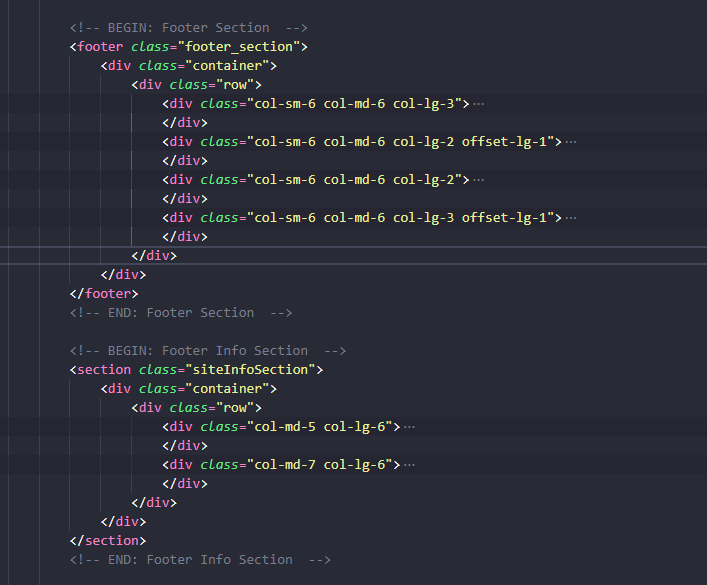 <!-- BEGIN: Footer Section  -->
<footer class="footer_section">
    <div class="container">
        <div class="row">
            <div class="col-sm-6 col-md-6 col-lg-3">···
            </div>
            <div class="col-sm-6 col-md-6 col-lg-2 offset-lg-1">···
            </div>
            <div class="col-sm-6 col-md-6 col-lg-2">···
            </div>
            <div class="col-sm-6 col-md-6 col-lg-3 offset-lg-1">···
            </div>
        </div>
    </div>
</footer>
<!-- END: Footer Section  -->

<!-- BEGIN: Footer Info Section  -->
<section class="siteInfoSection">
    <div class="container">
        <div class="row">
            <div class="col-md-5 col-lg-6">···
            </div>
            <div class="col-md-7 col-lg-6">···
            </div>
        </div>
    </div>
</section>
<!-- END: Footer Info Section  -->